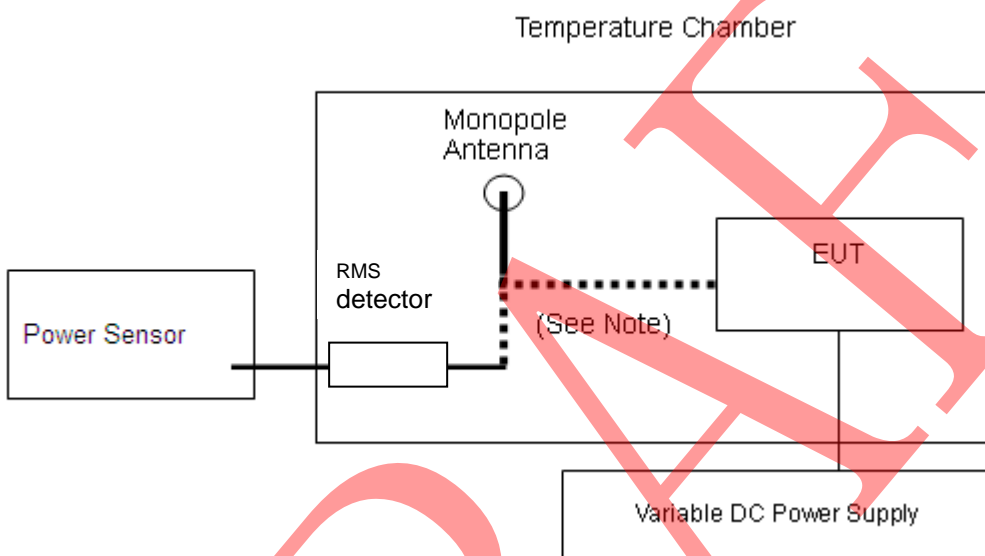 Temperature Chamber
Monopole
Antenna
RMS
detector
EUT
Power Sensor
(See Note)
Variable DC Power Supply